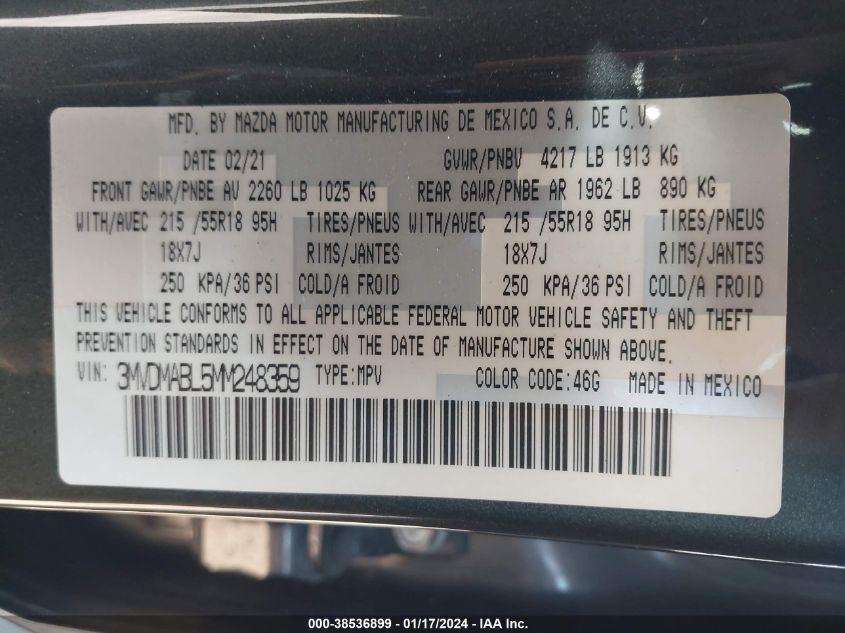 MFD. BY MAZDA MOTOR MANUFACTURING DE MEXICO S.A. DE C.V.
DATE 02/21 GVWR/PNBV 4217 LB 1913 KG
FRONT GAWR/PNBE AV 2260 LB 1025 KG REAR GAWR/PNBE AR 1962 LB 890 KG
WITH/AVEC 215 /55R18 95H TIRES/PNEUS WITH/AVEC 215 /55R18 95H TIRES/PNEUS
18X7J RIMS/JANTES 18X7J RIMS/JANTES
250 KPA/36 PSI COLD/A FROID 250 KPA/36 PSI COLD/A FROID
THIS VEHICLE CONFORMS TO ALL APPLICABLE FEDERAL MOTOR VEHICLE SAFETY AND THEFT
PREVENTION STANDARDS IN EFFECT ON THE DATE OF MANUFACTURE SHOWN ABOVE.
VIN: 3MVDMABL5MM248359 TYPE:MPV COLOR CODE:46G MADE IN MEXICO
000-38536899 - 01/17/2024 - IAA Inc.